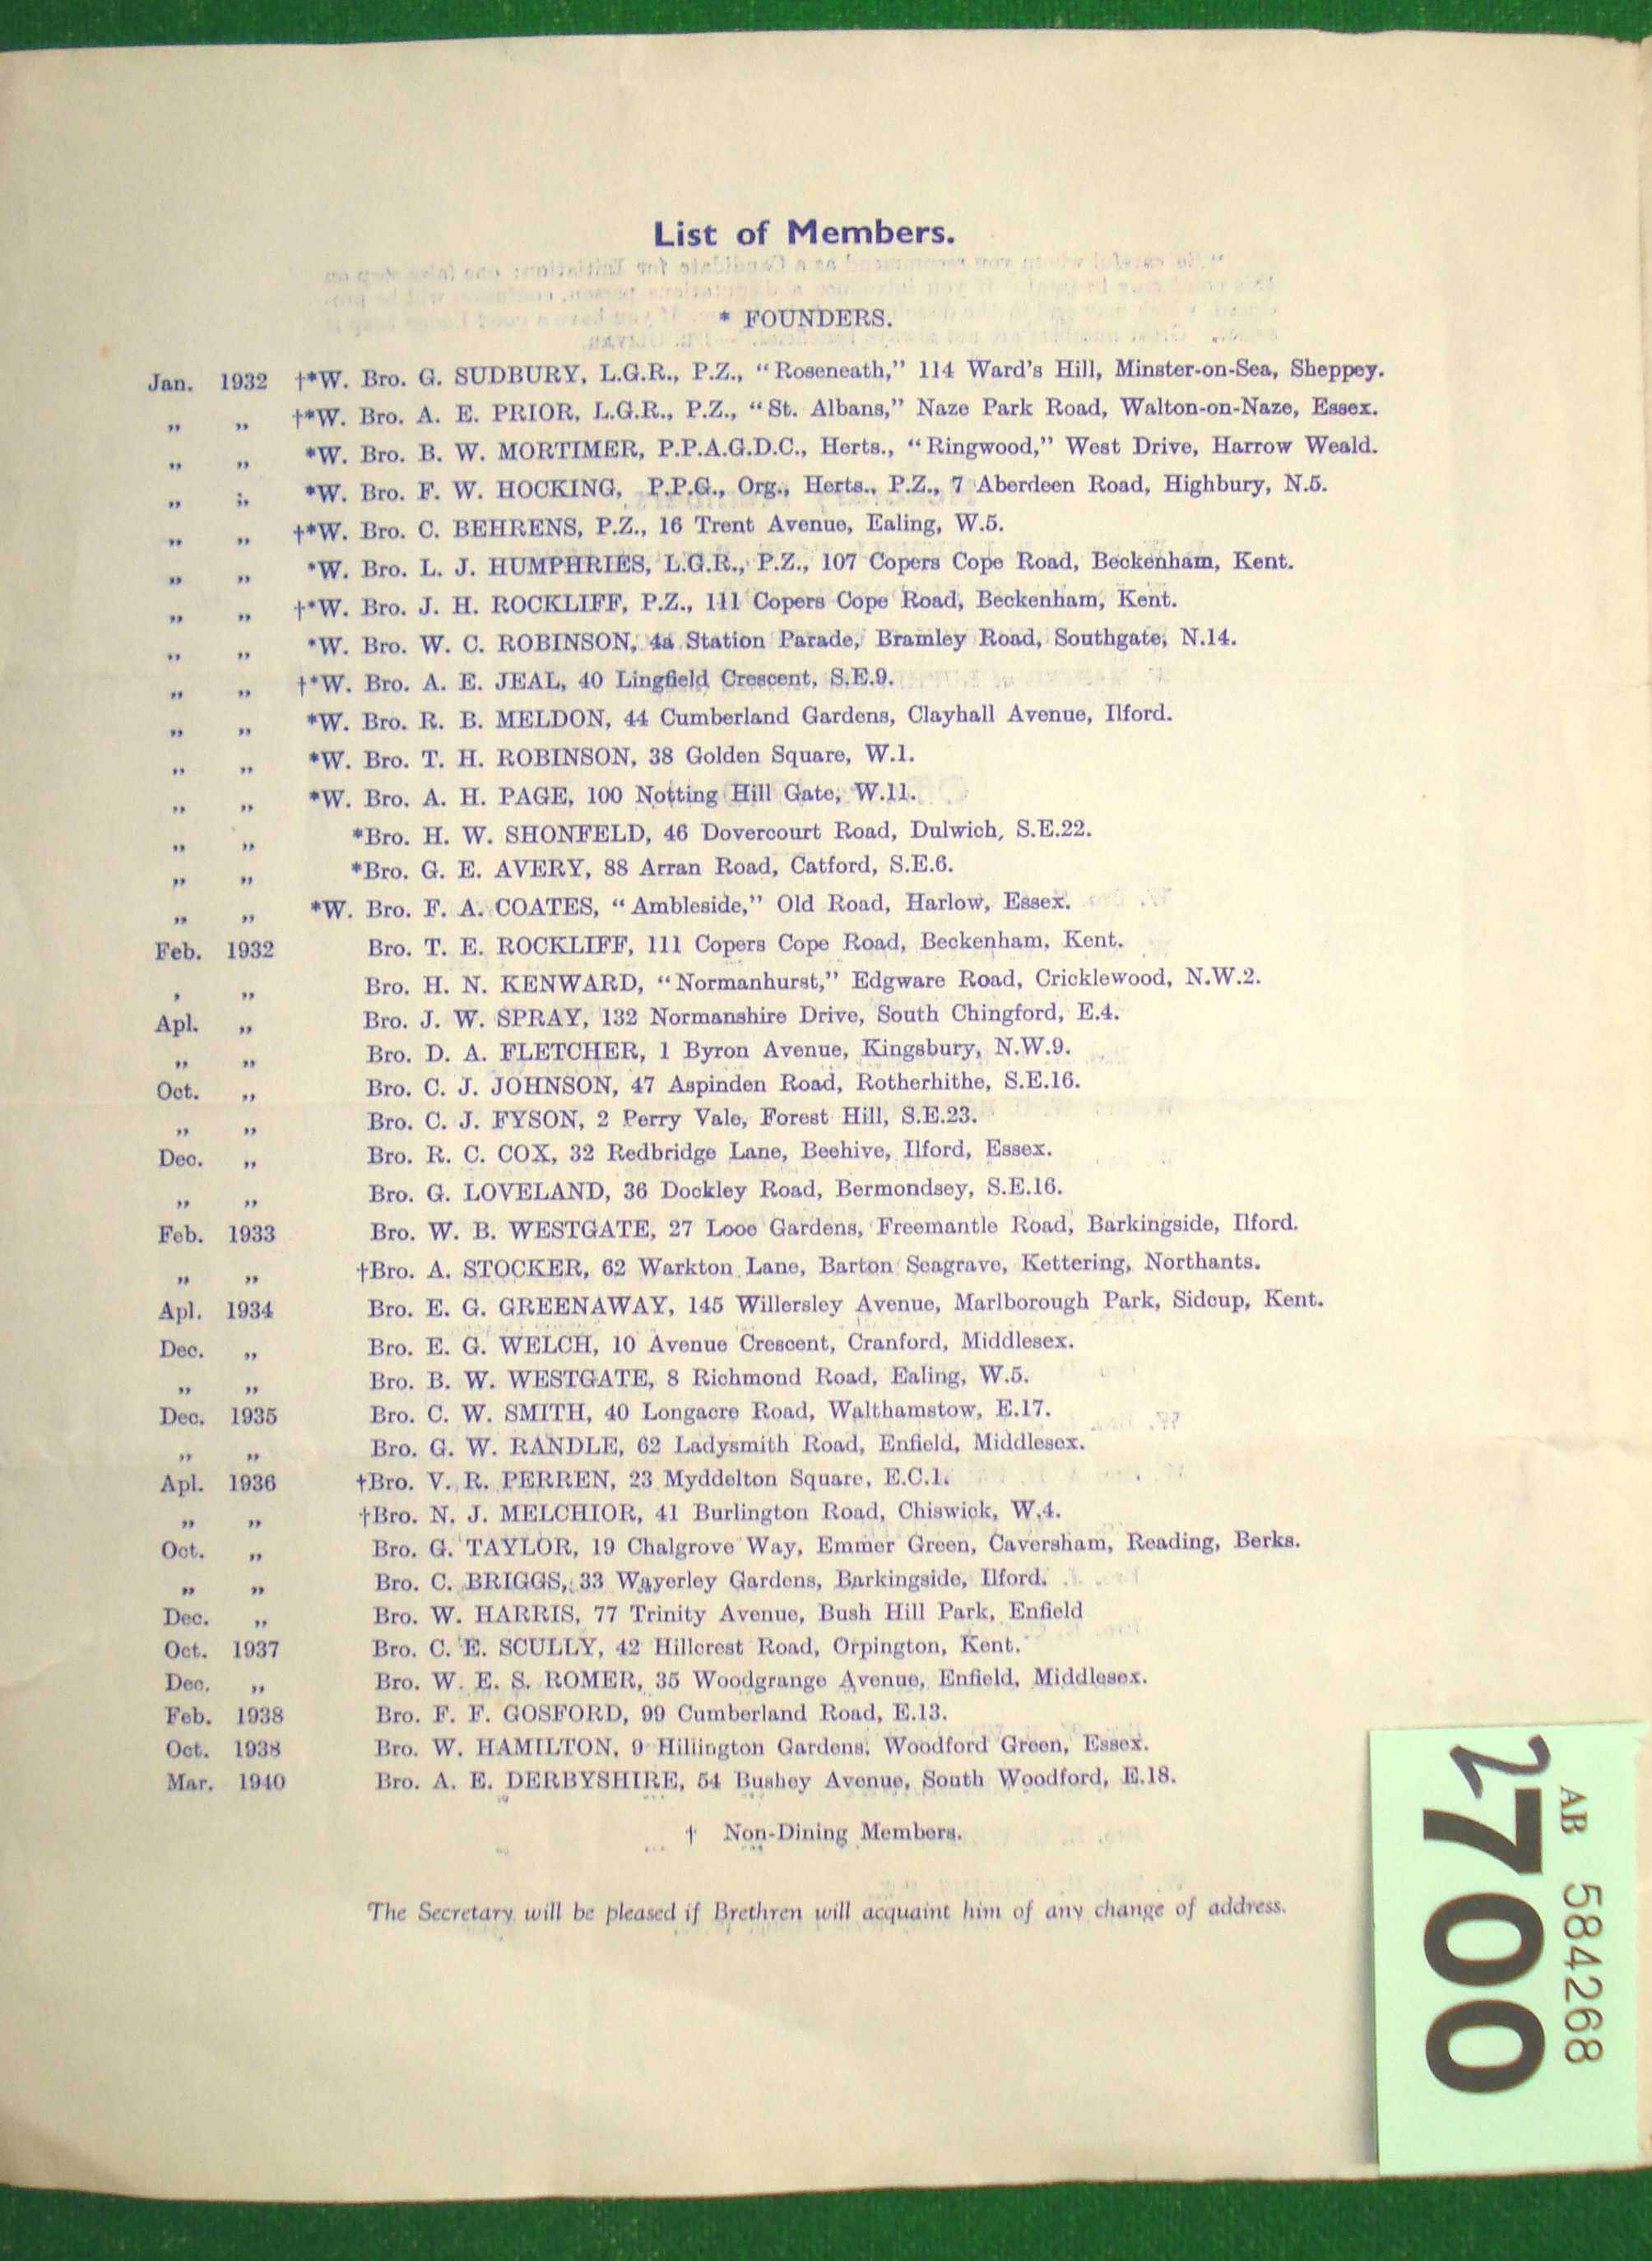 List of Members.
* FOUNDERS.
Jan. 1932 †*W. Bro. G. SUDBURY, L.G.R., P.Z., “Roseneath,” 114 Ward's Hill, Minster-on-Sea, Sheppey.
„ „ †*W. Bro. A. E. PRIOR, L.G.R., P.Z., “St. Albans,” Naze Park Road, Walton-on-Naze, Essex.
„ „ *W. Bro. B. W. MORTIMER, P.P.A.G.D.C., Herts., “Ringwood,” West Drive, Harrow Weald.
„ „ *W. Bro. F. W. HOCKING, P.P.G., Org., Herts., P.Z., 7 Aberdeen Road, Highbury, N.5.
„ „ †*W. Bro. C. BEHRENS, P.Z., 16 Trent Avenue, Ealing, W.5.
„ „ *W. Bro. L. J. HUMPHRIES, L.G.R., P.Z., 107 Copers Cope Road, Beckenham, Kent.
„ „ †*W. Bro. J. H. ROCKLIFF, P.Z., 111 Copers Cope Road, Beckenham, Kent.
„ „ *W. Bro. W. C. ROBINSON, 4a Station Parade, Bramley Road, Southgate, N.14.
„ „ †*W. Bro. A. E. JEAL, 40 Lingfield Crescent, S.E.9.
„ „ *W. Bro. R. B. MELDON, 44 Cumberland Gardens, Clayhall Avenue, Ilford.
„ „ *W. Bro. T. H. ROBINSON, 38 Golden Square, W.1.
„ „ *W. Bro. A. H. PAGE, 100 Notting Hill Gate, W.11.
„ „ *Bro. H. W. SHONFELD, 46 Dovercourt Road, Dulwich, S.E.22.
„ „ *Bro. G. E. AVERY, 88 Arran Road, Catford, S.E.6.
„ „ *W. Bro. F. A. COATES, “Ambleside,” Old Road, Harlow, Essex.
Feb. 1932 Bro. T. E. ROCKLIFF, 111 Copers Cope Road, Beckenham, Kent.
, „ Bro. H. N. KENWARD, “Normanhurst,” Edgware Road, Cricklewood, N.W.2.
Apl. „ Bro. J. W. SPRAY, 132 Normanshire Drive, South Chingford, E.4.
„ „ Bro. D. A. FLETCHER, 1 Byron Avenue, Kingsbury, N.W.9.
Oct. „ Bro. C. J. JOHNSON, 47 Aspinden Road, Rotherhithe, S.E.16.
„ „ Bro. C. J. FYSON, 2 Perry Vale, Forest Hill, S.E.23.
Dec. „ Bro. R. C. COX, 32 Redbridge Lane, Beehive, Ilford, Essex.
„ „ Bro. G. LOVELAND, 36 Dockley Road, Bermondsey, S.E.16.
Feb. 1933 Bro. W. B. WESTGATE, 27 Looe Gardens, Freemantle Road, Barkingside, Ilford.
„ „ †Bro. A. STOCKER, 62 Warkton Lane, Barton Seagrave, Kettering, Northants.
Apl. 1934 Bro. E. G. GREENAWAY, 145 Willersley Avenue, Marlborough Park, Sidcup, Kent.
Dec. „ Bro. E. G. WELCH, 10 Avenue Crescent, Cranford, Middlesex.
„ „ Bro. B. W. WESTGATE, 8 Richmond Road, Ealing, W.5.
Dec. 1935 Bro. C. W. SMITH, 40 Longacre Road, Walthamstow, E.17.
„ „ Bro. G. W. RANDLE, 62 Ladysmith Road, Enfield, Middlesex.
Apl. 1936 †Bro. V. R. PERREN, 23 Myddelton Square, E.C.1.
„ „ †Bro. N. J. MELCHIOR, 41 Burlington Road, Chiswick, W.4.
Oct. „ Bro. G. TAYLOR, 19 Chalgrove Way, Emmer Green, Caversham, Reading, Berks.
„ „ Bro. C. BRIGGS, 33 Waverley Gardens, Barkingside, Ilford.
Dec. „ Bro. W. HARRIS, 77 Trinity Avenue, Bush Hill Park, Enfield
Oct. 1937 Bro. C. E. SCULLY, 42 Hillcrest Road, Orpington, Kent.
Dec. „ Bro. W. E. S. ROMER, 35 Woodgrange Avenue, Enfield, Middlesex.
Feb. 1938 Bro. F. F. GOSFORD, 99 Cumberland Road, E.13.
Oct. 1938 Bro. W. HAMILTON, 9 Hillington Gardens, Woodford Green, Essex.
Mar. 1940 Bro. A. E. DERBYSHIRE, 54 Bushey Avenue, South Woodford, E.18.
† Non-Dining Members.
The Secretary will be pleased if Brethren will acquaint him of any change of address.
AB 584268
2700